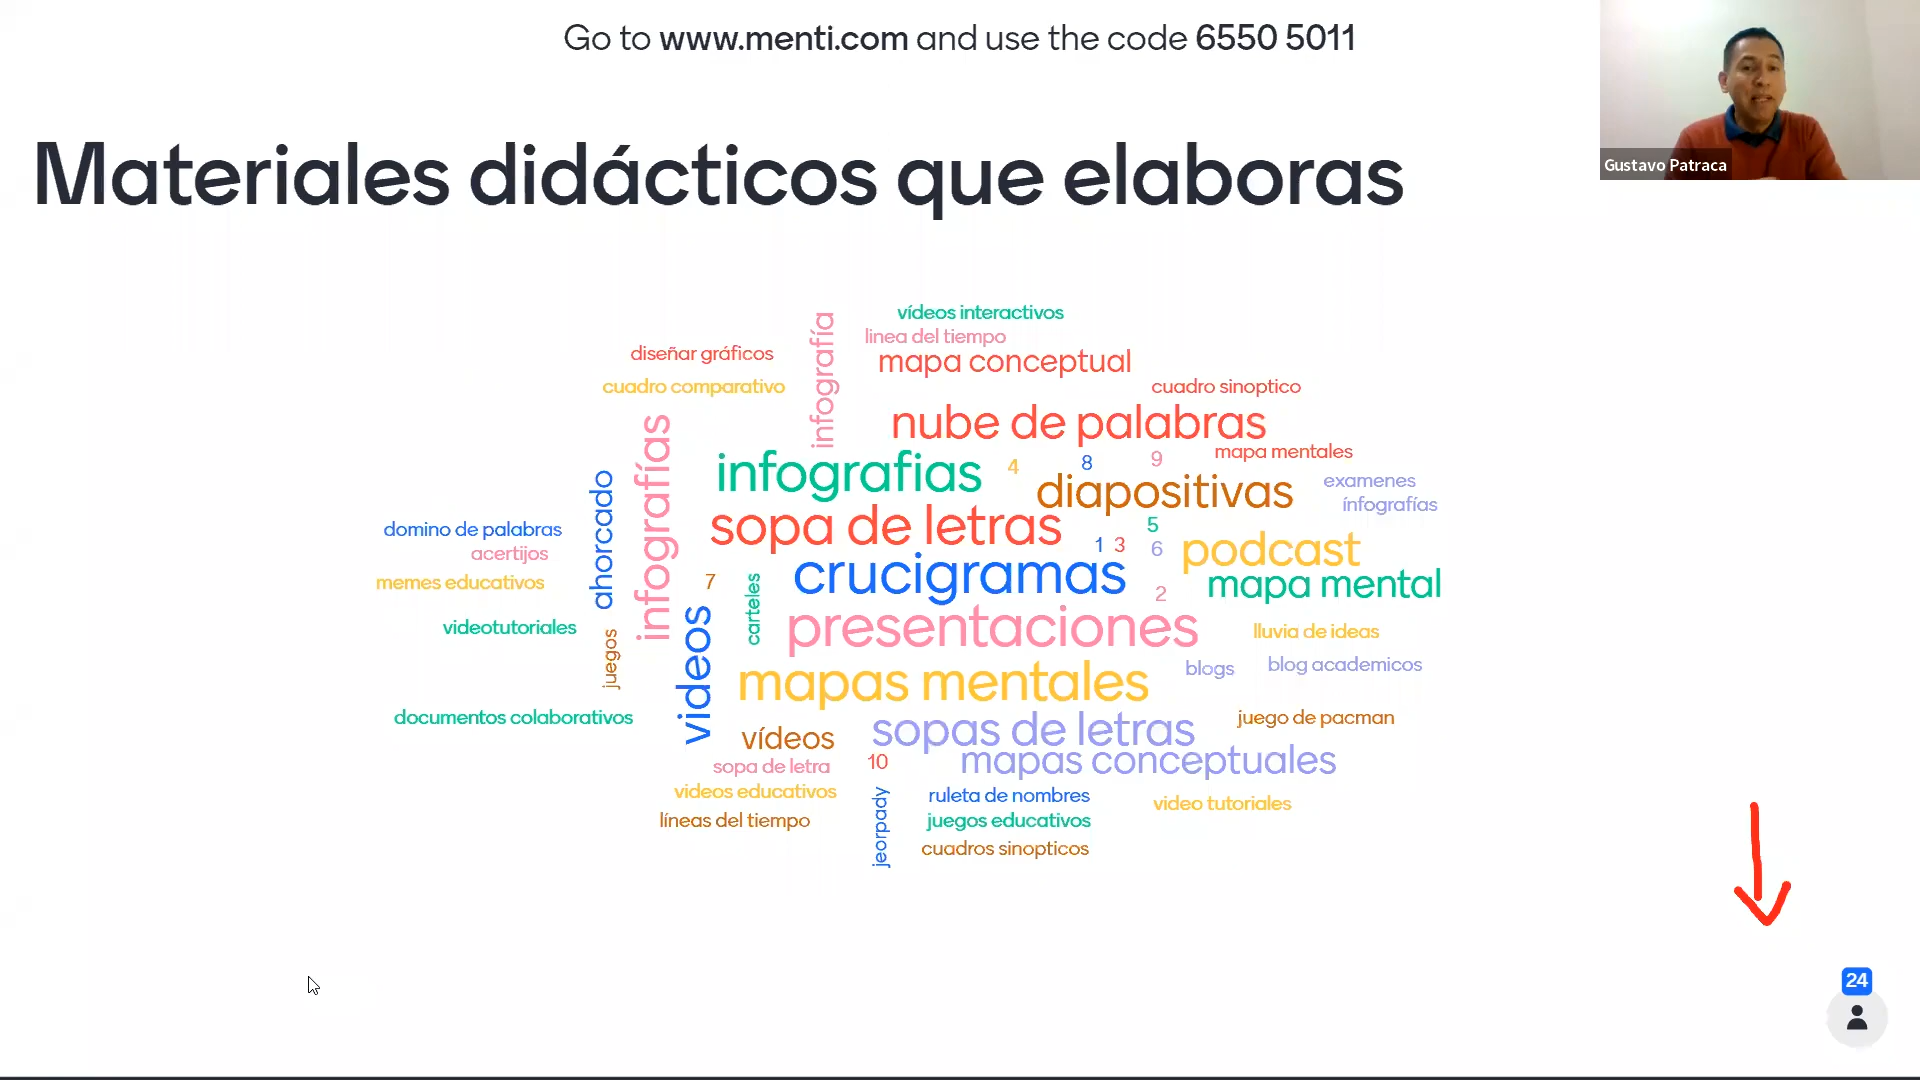 Go to www.menti.com and use the code 6550 5011
Gustavo Patraca
Materiales didácticos que elaboras
vídeos interactivos
linea del tiempo
infografía
diseñar gráficos
mapa conceptual
cuadro comparativo
cuadro sinoptico
nube de palabras
infografías
mapa mentales
infografias
4
8
9
diapositivas
examenes
ínfografías
ahorcado
sopa de letras
domino de palabras
acertijos
5
1
3
6
podcast
memes educativos
7
carteles
crucigramas
2
mapa mental
videotutoriales
juegos
videos
presentaciones
lluvia de ideas
mapas mentales
blogs
blog academicos
documentos colaborativos
vídeos
sopas de letras
juego de pacman
sopa de letra
10
mapas conceptuales
videos educativos
jeorpady
ruleta de nombres
video tutoriales
líneas del tiempo
juegos educativos
cuadros sinopticos
24